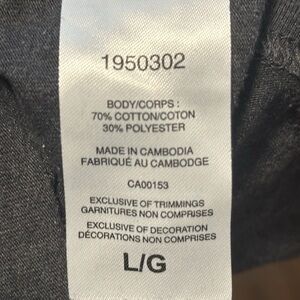 1950302
BODY/CORPS :
70% COTTON/COTON
30% POLYESTER
MADE IN CAMBODIA
FABRIQUÉ AU CAMBODGE
CA00153
EXCLUSIVE OF TRIMMINGS
GARNITURES NON COMPRISES
EXCLUSIVE OF DECORATION
DÉCORATIONS NON COMPRISES
L/G